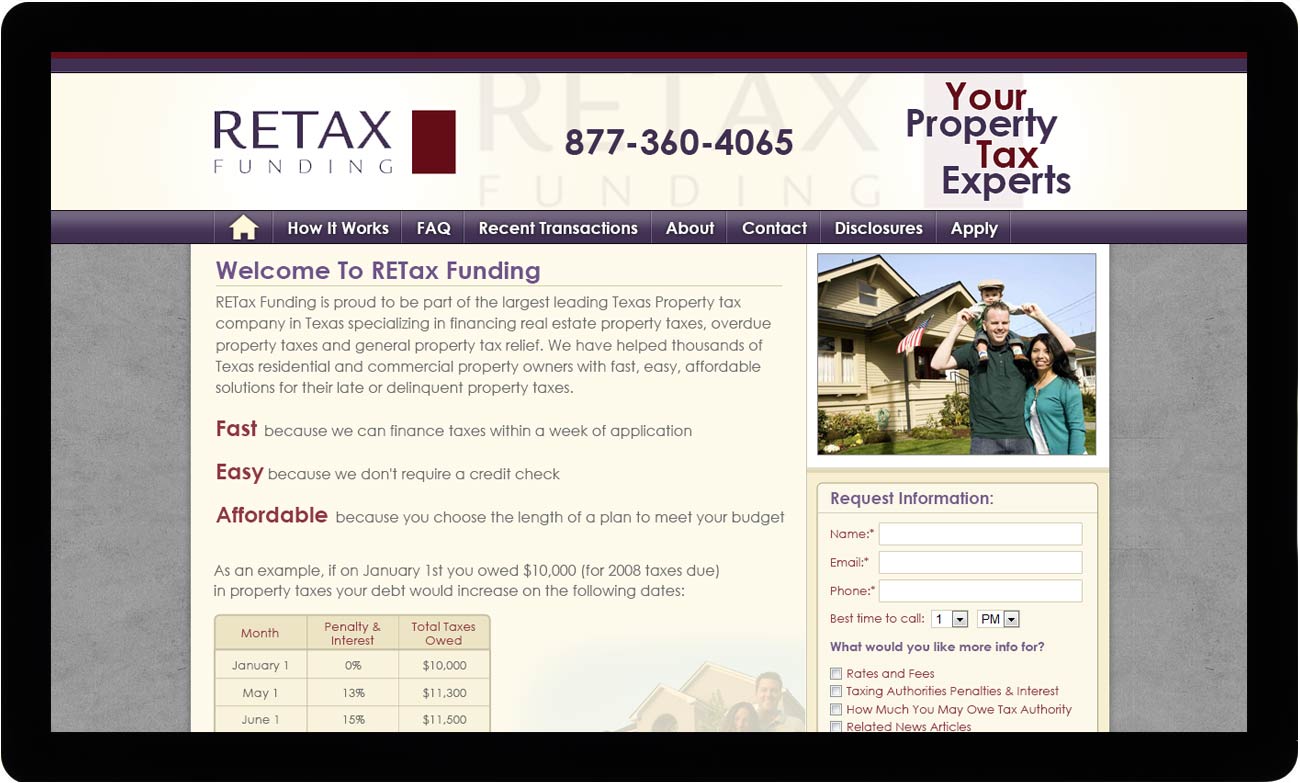 RETAX
FUNDING
RETAX
FUNDING
877-360-4065
Your
Property
Tax
Experts
How It Works FAQ Recent Transactions About Contact Disclosures Apply
Welcome To RETax Funding
RETax Funding is proud to be part of the largest leading Texas Property tax
company in Texas specializing in financing real estate property taxes, overdue
property taxes and general property tax relief. We have helped thousands of
Texas residential and commercial property owners with fast, easy, affordable
solutions for their late or delinquent property taxes.
Fast because we can finance taxes within a week of application
Easy because we don't require a credit check
Affordable because you choose the length of a plan to meet your budget
As an example, if on January 1st you owed $10,000 (for 2008 taxes due)
in property taxes your debt would increase on the following dates:
Month Penalty & Interest Total Taxes Owed
January 1 0% $10,000
May 1 13% $11,300
June 1 15% $11,500
Request Information:
Name:*
Email:*
Phone:*
Best time to call: 1 PM
What would you like more info for?
Rates and Fees
Taxing Authorities Penalties & Interest
How Much You May Owe Tax Authority
Related News Articles